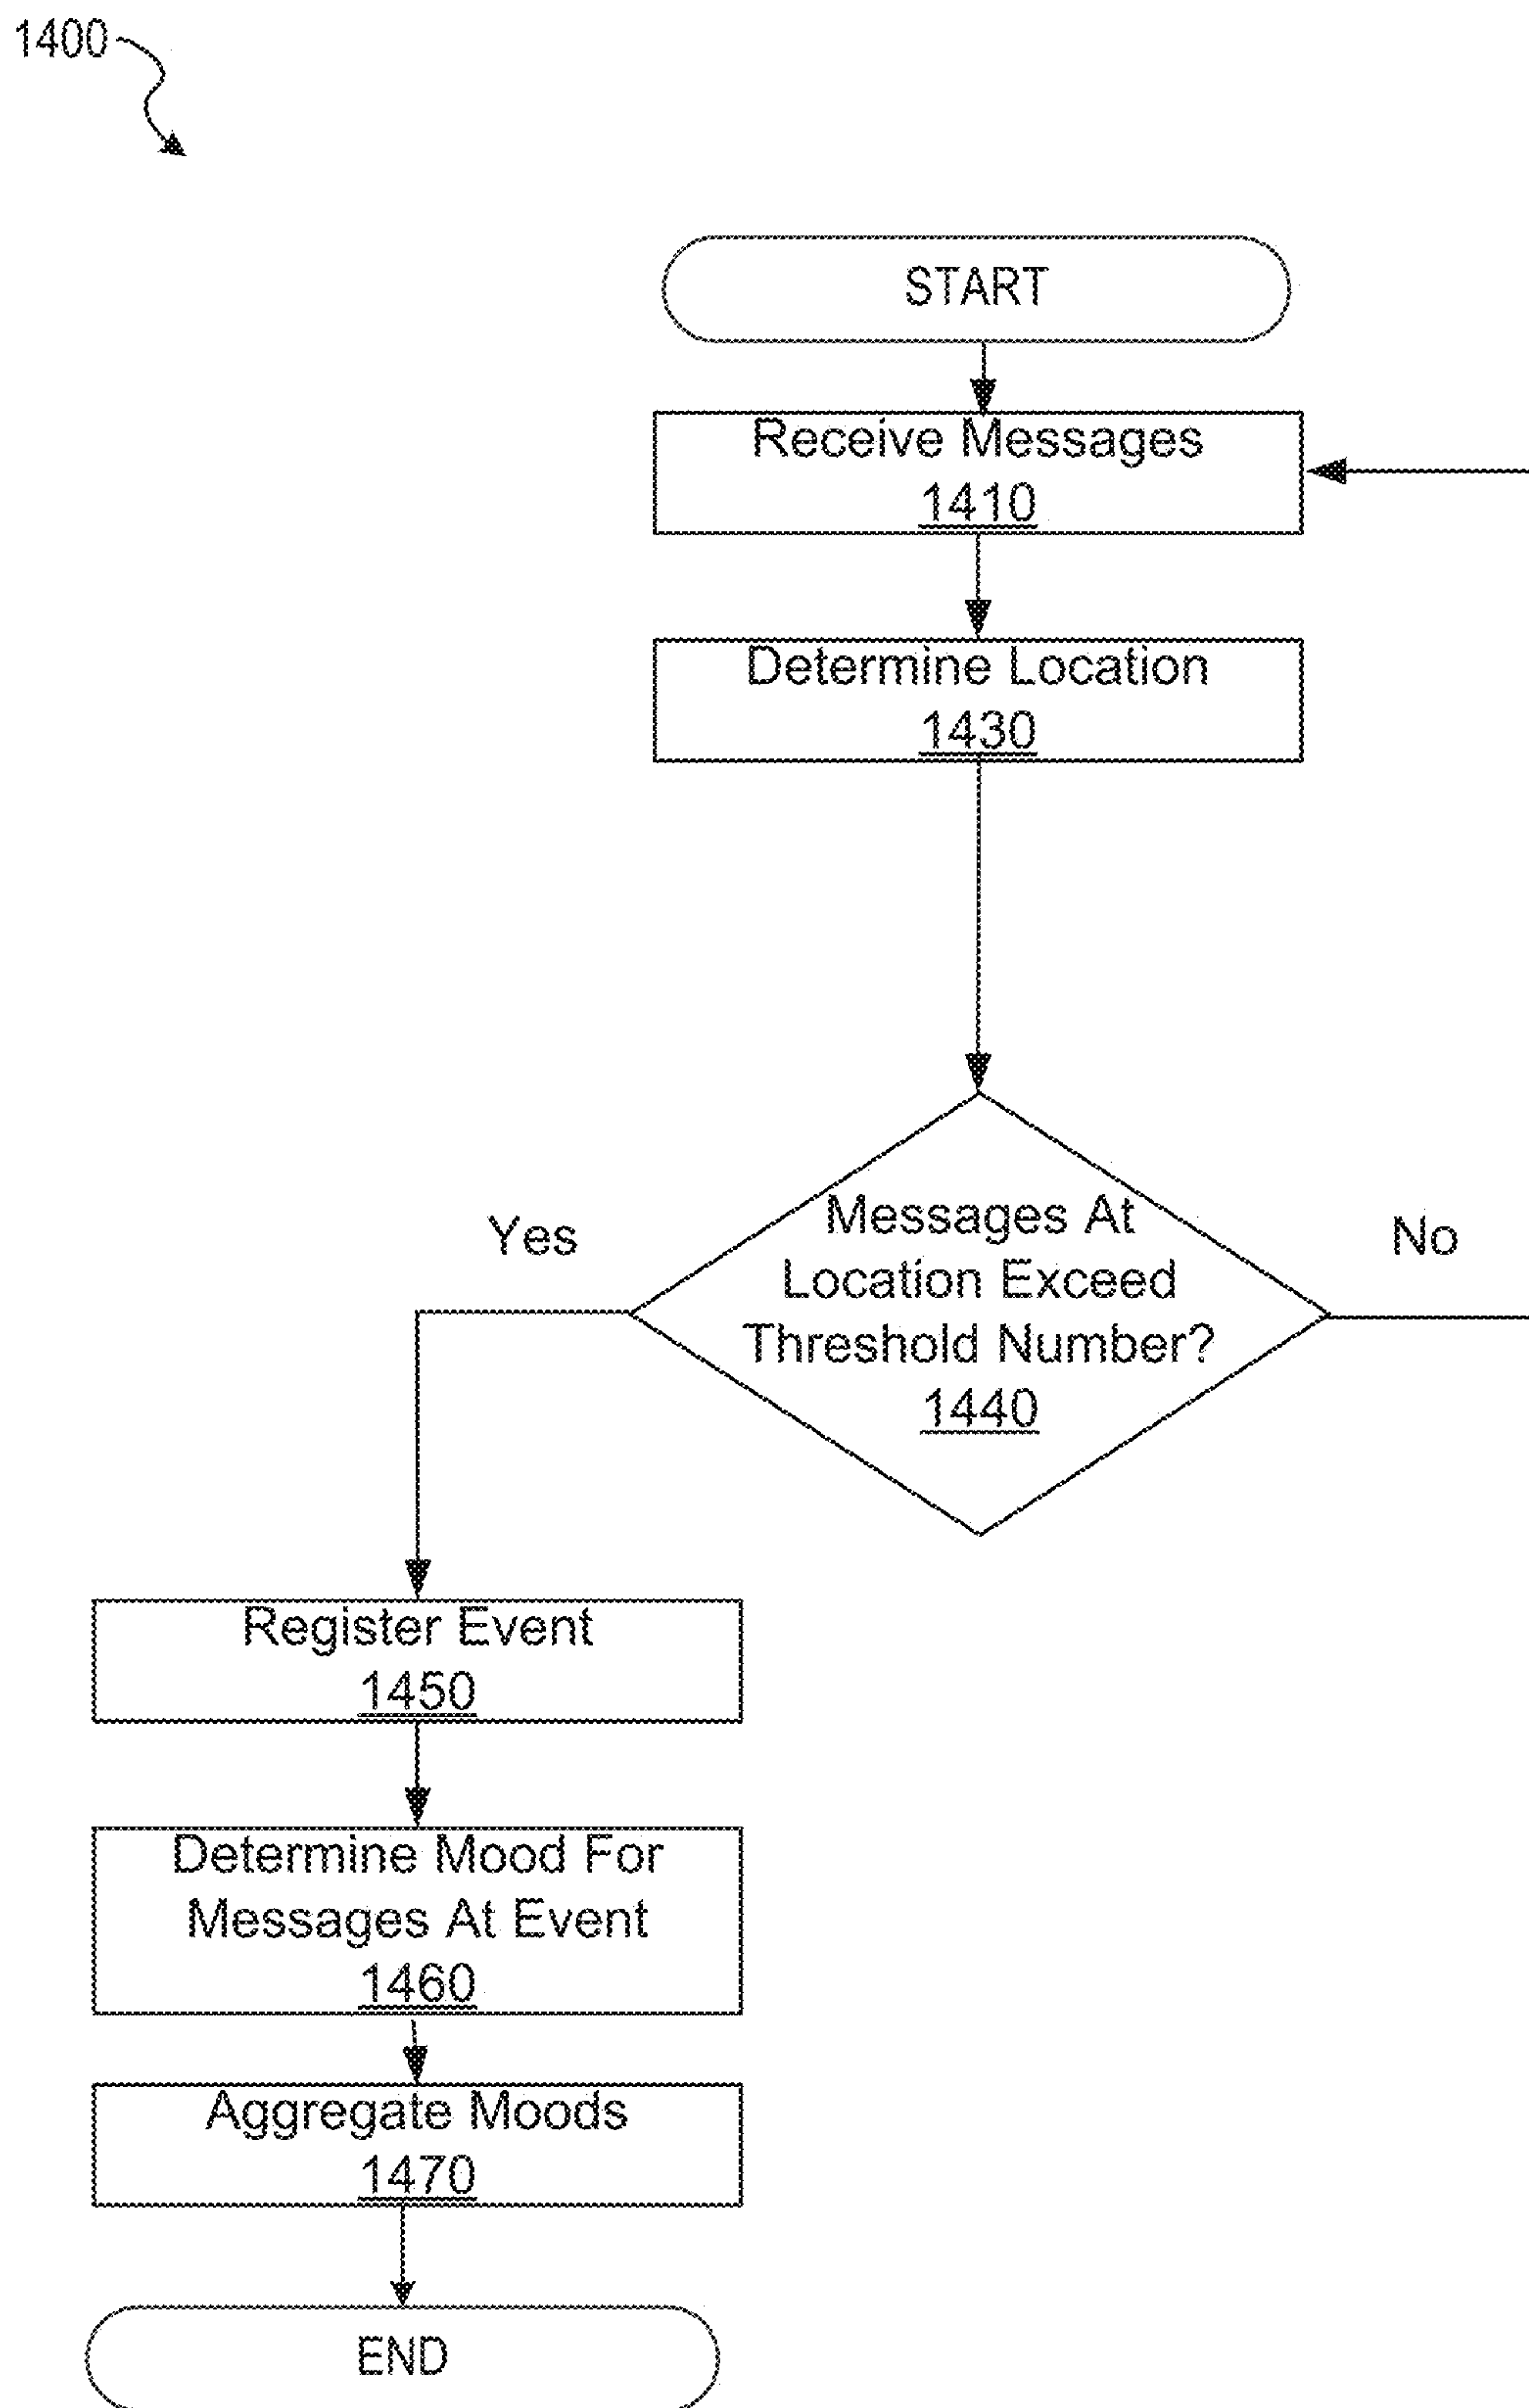 1400
START
Receive Messages
1410
Determine Location
1430
Messages At
Location Exceed
Threshold Number?
1440
Yes
No
Register Event
1450
Determine Mood For
Messages At Event
1460
Aggregate Moods
1470
END